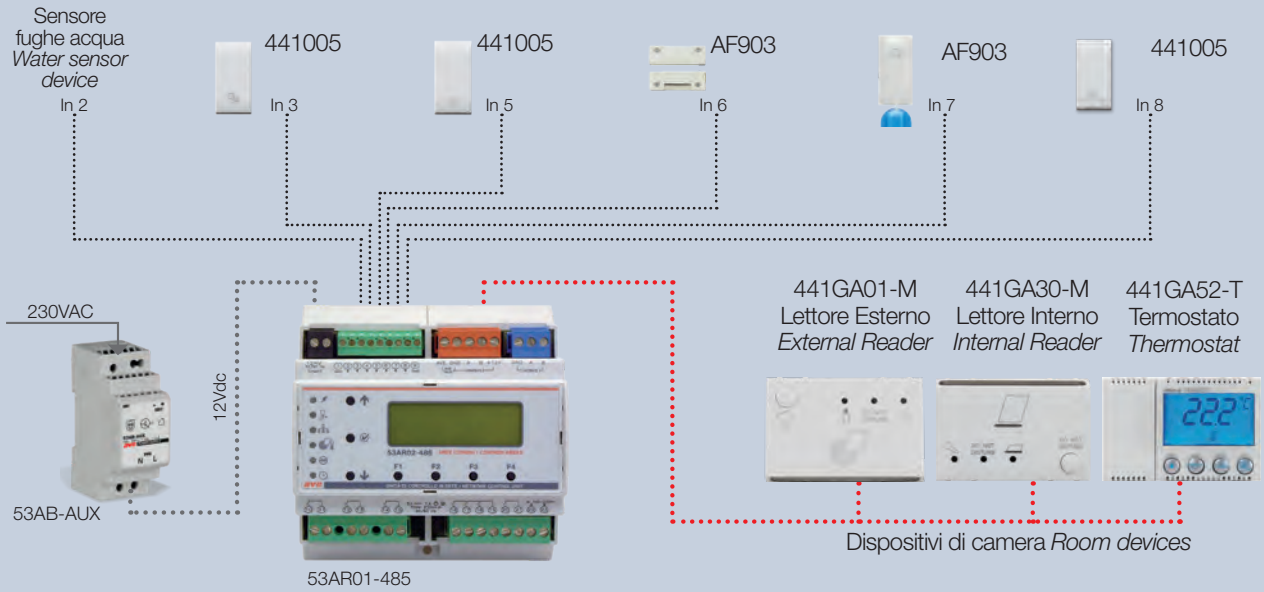 Sensore
fughe acqua
Water sensor
device
In 2
441005
In 3
441005
In 5
AF903
In 6
AF903
In 7
441005
In 8
230VAC
12Vdc
53AB-AUX
N L
53AR02-485
F1 F2 F3 F4
53AR01-485
441GA01-M
Lettore Esterno
External Reader
441GA30-M
Lettore Interno
Internal Reader
441GA52-T
Termostato
Thermostat
22.2 °C
Dispositivi di camera Room devices